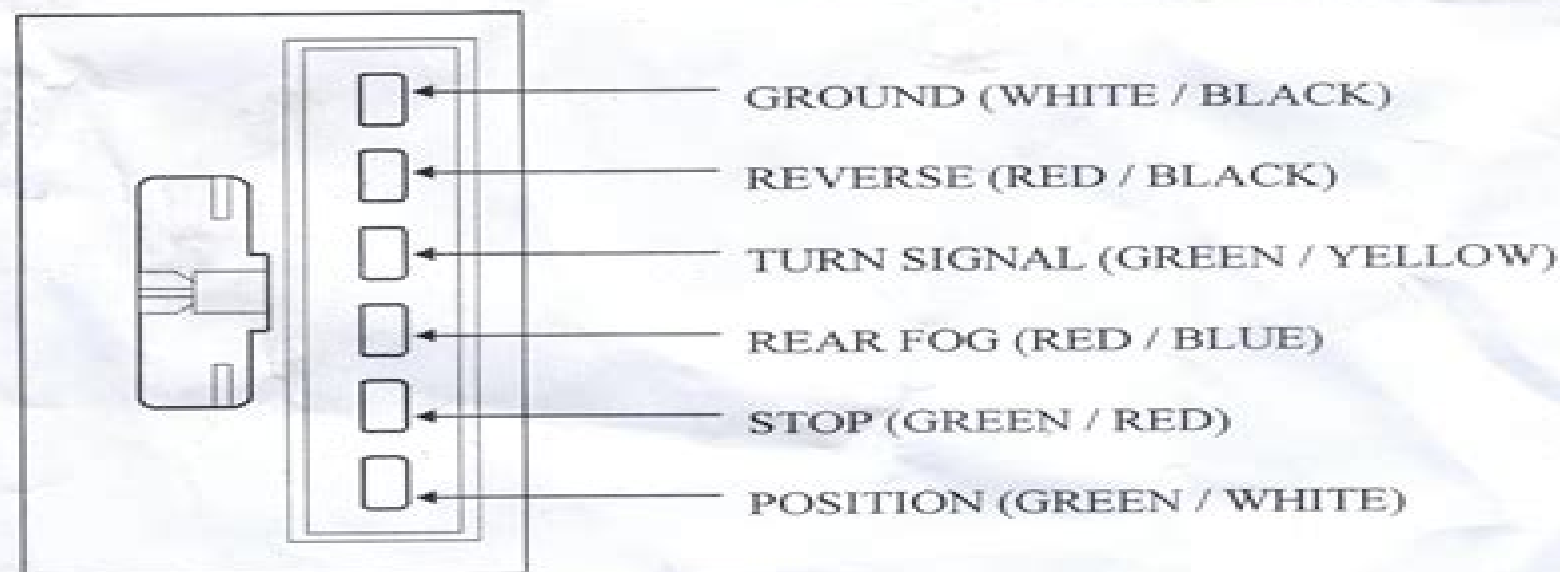 GROUND (WHITE / BLACK)
REVERSE (RED / BLACK)
TURN SIGNAL (GREEN / YELLOW)
REAR FOG (RED / BLUE)
STOP (GREEN / RED)
POSITION (GREEN / WHITE)